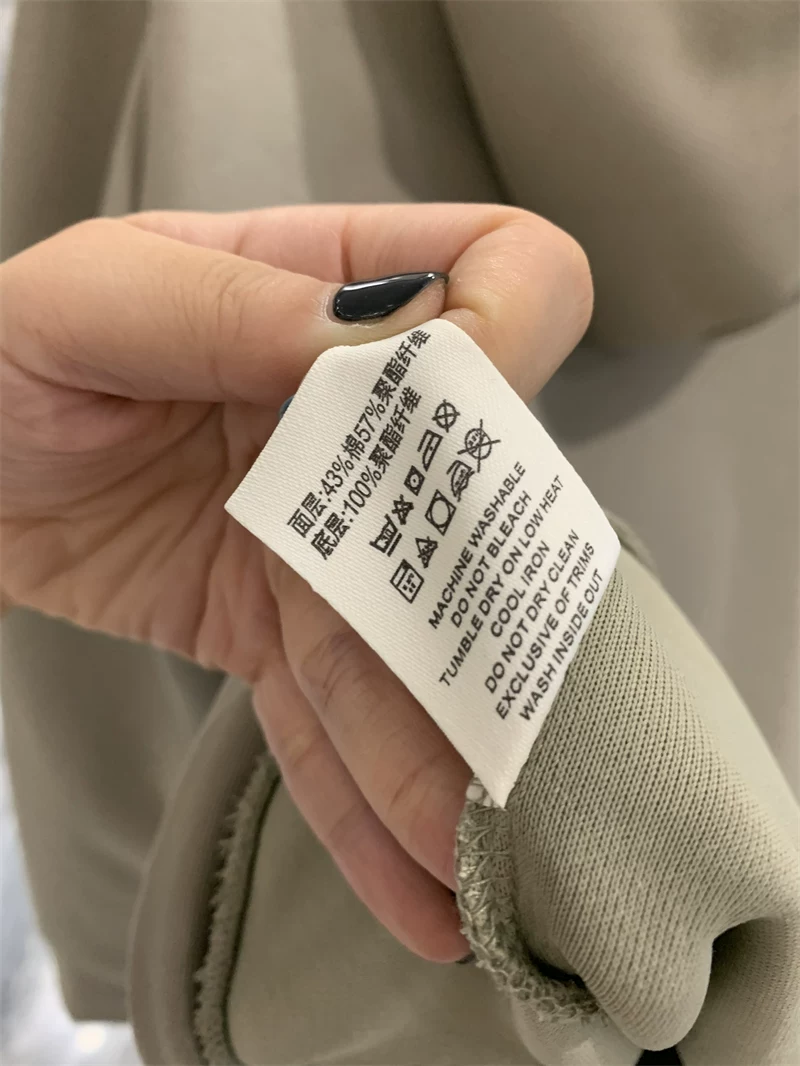 面层:43%棉57%聚酯纤维
底层:100%聚酯纤维
MACHINE WASHABLE
DO NOT BLEACH
TUMBLE DRY ON LOW HEAT
COOL IRON
DO NOT DRY CLEAN
EXCLUSIVE OF TRIMS
WASH INSIDE OUT